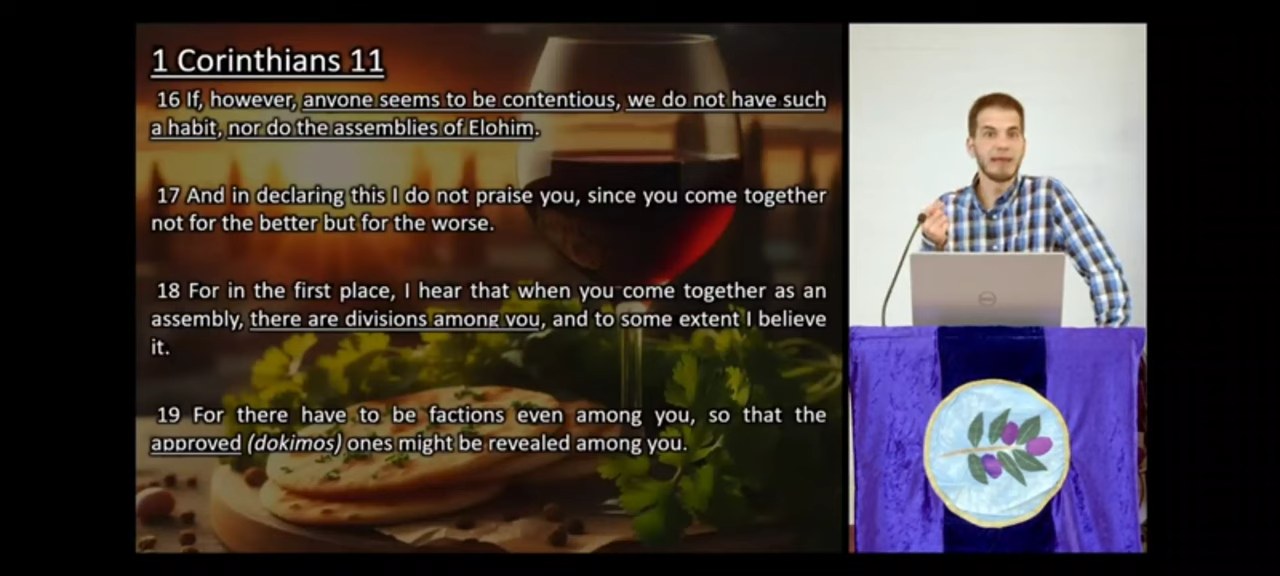 1 Corinthians 11
16 If, however, anyone seems to be contentious, we do not have such
a habit, nor do the assemblies of Elohim.
17 And in declaring this I do not praise you, since you come together
not for the better but for the worse.
18 For in the first place, I hear that when you come together as an
assembly, there are divisions among you, and to some extent I believe
it.
19 For there have to be factions even among you, so that the
approved (dokimos) ones might be revealed among you.
DELL